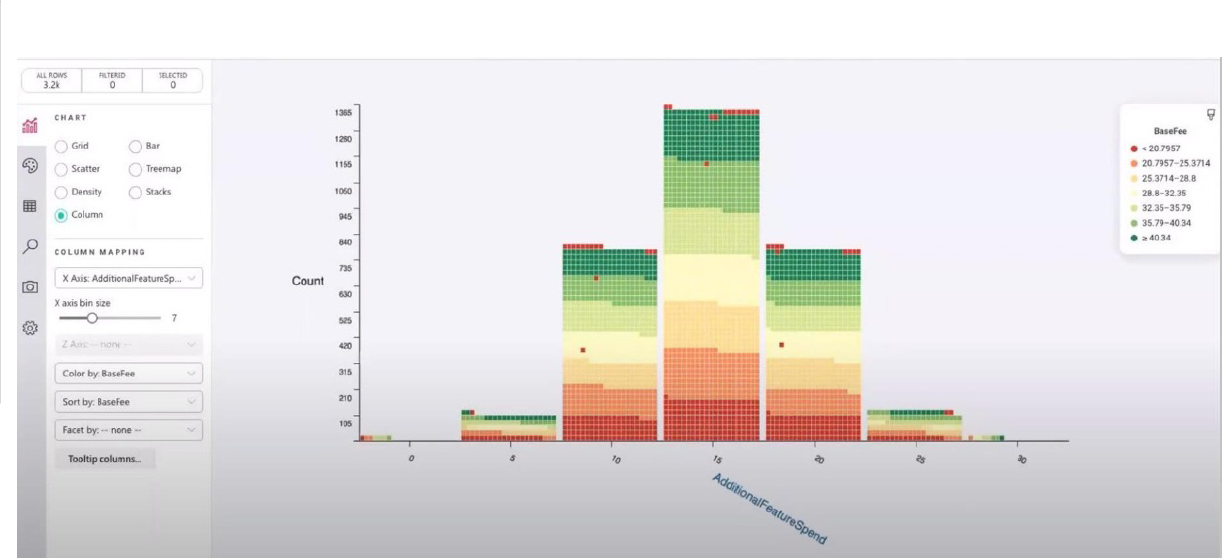 ALL ROWS
3.2k
FILTERED
0
SELECTED
0
CHART
Grid
Bar
Scatter
Treemap
Density
Stacks
Column
COLUMN MAPPING
X Axis: AdditionalFeatureSp...
X axis bin size
7
Z Axis: -- none --
Color by: BaseFee
Sort by: BaseFee
Facet by: -- none --
Tooltip columns...
Count
1365
1260
1155
1050
945
840
735
630
525
420
315
210
105
0
5
10
15
20
25
30
AdditionalFeatureSpend
BaseFee
< 20.7957
20.7957–25.3714
25.3714–28.8
28.8–32.35
32.35–35.79
35.79–40.34
≥ 40.34